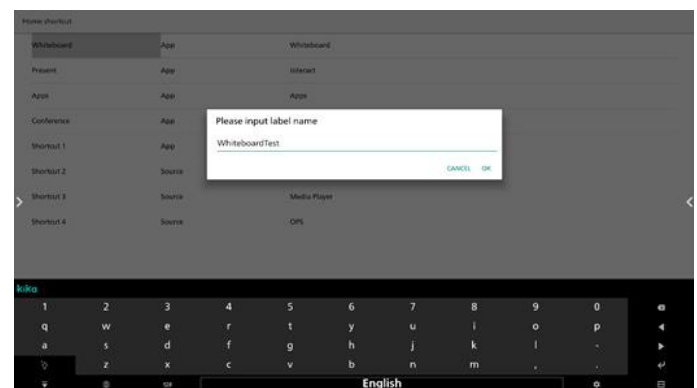 Home shortcut
Whiteboard App Whiteboard
Present App Interact
Apps App Apps
Conference App
Please input label name
WhiteboardTest
CANCEL OK
Shortcut 1 App
Shortcut 2 Source
Shortcut 3 Source Media Player
Shortcut 4 Source OPS
kika
1 2 3 4 5 6 7 8 9 0
q w e r t y u i o p
a s d f g h j k l -
z x c v b n m , .
English